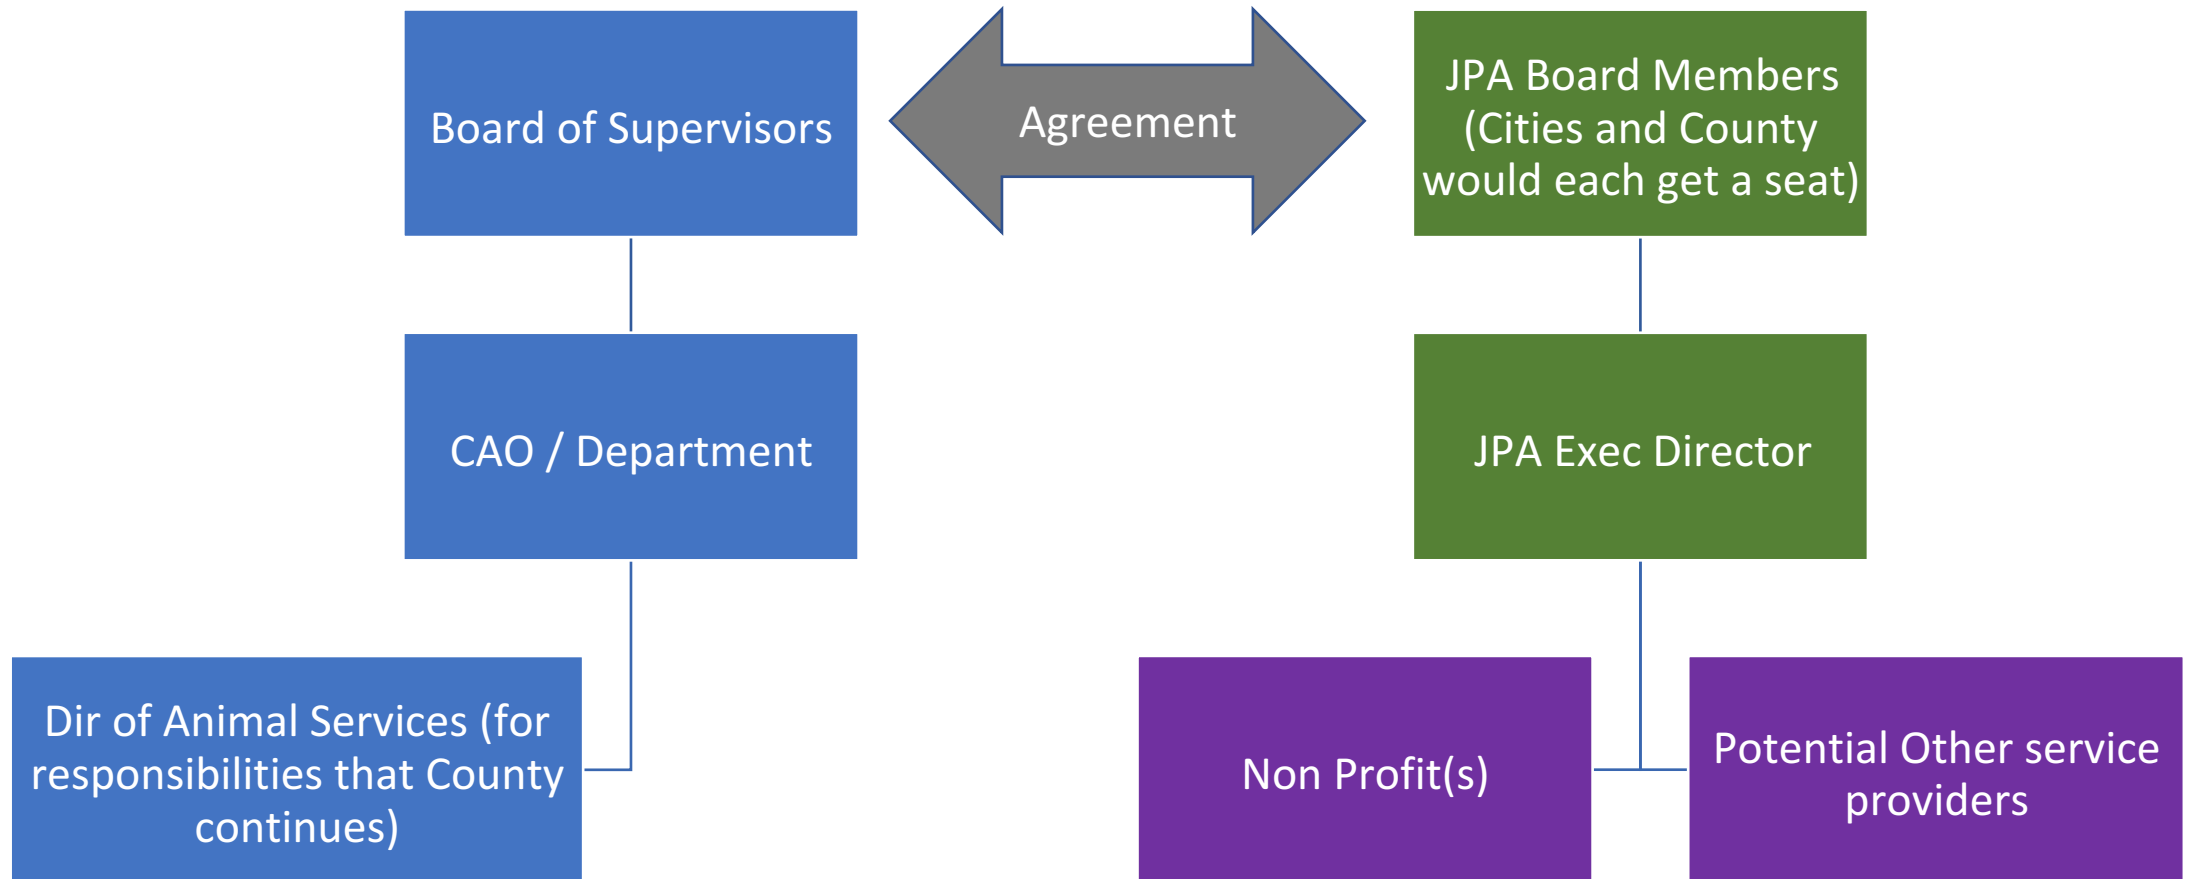 Board of Supervisors
Agreement
JPA Board Members
(Cities and County
would each get a seat)
CAO / Department
JPA Exec Director
Dir of Animal Services (for
responsibilities that County
continues)
Non Profit(s)
Potential Other service
providers